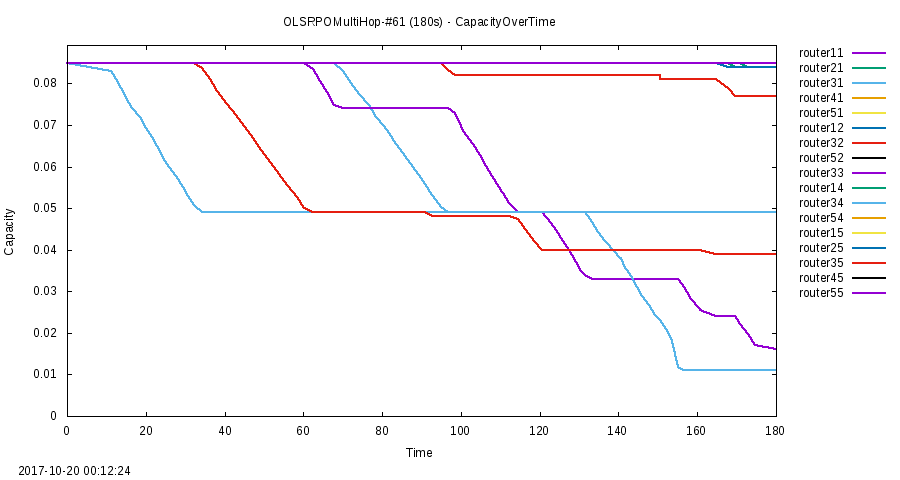 OLSRPOMultiHop-#61 (180s) - CapacityOverTime
router11
router21
router31
router41
router51
router12
router32
router52
router33
router14
router34
router54
router15
router25
router35
router45
router55
0.08
0.07
0.06
0.05
0.04
0.03
0.02
0.01
0
Capacity
0 20 40 60 80 100 120 140 160 180
Time
2017-10-20 00:12:24